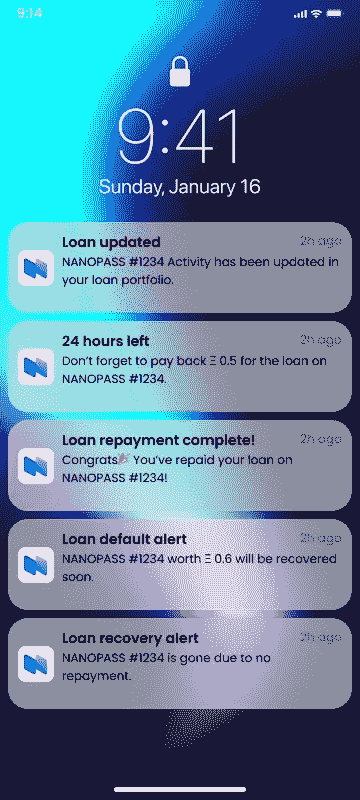 9:14
9:41
Sunday, January 16
Loan updated 2h ago
NANOPASS #1234 Activity has been updated in
your loan portfolio.
24 hours left 2h ago
Don't forget to pay back Ξ 0.5 for the loan on
NANOPASS #1234.
Loan repayment complete! 2h ago
Congrats🎉 You've repaid your loan on
NANOPASS #1234!
Loan default alert 2h ago
NANOPASS #1234 worth Ξ 0.6 will be recovered
soon.
Loan recovery alert 2h ago
NANOPASS #1234 is gone due to no
repayment.